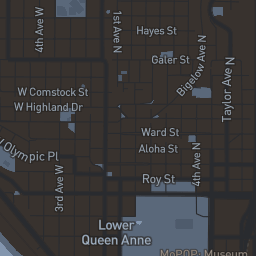 4th Ave W
1st Ave N
Hayes St
Galer St
Bigelow Ave N
Taylor Ave N
W Comstock St
W Highland Dr
Ward St
Aloha St
Olympic Pl
4th Ave N
3rd Ave W
Roy St
Lower
Queen Anne
MoPOP: Museum